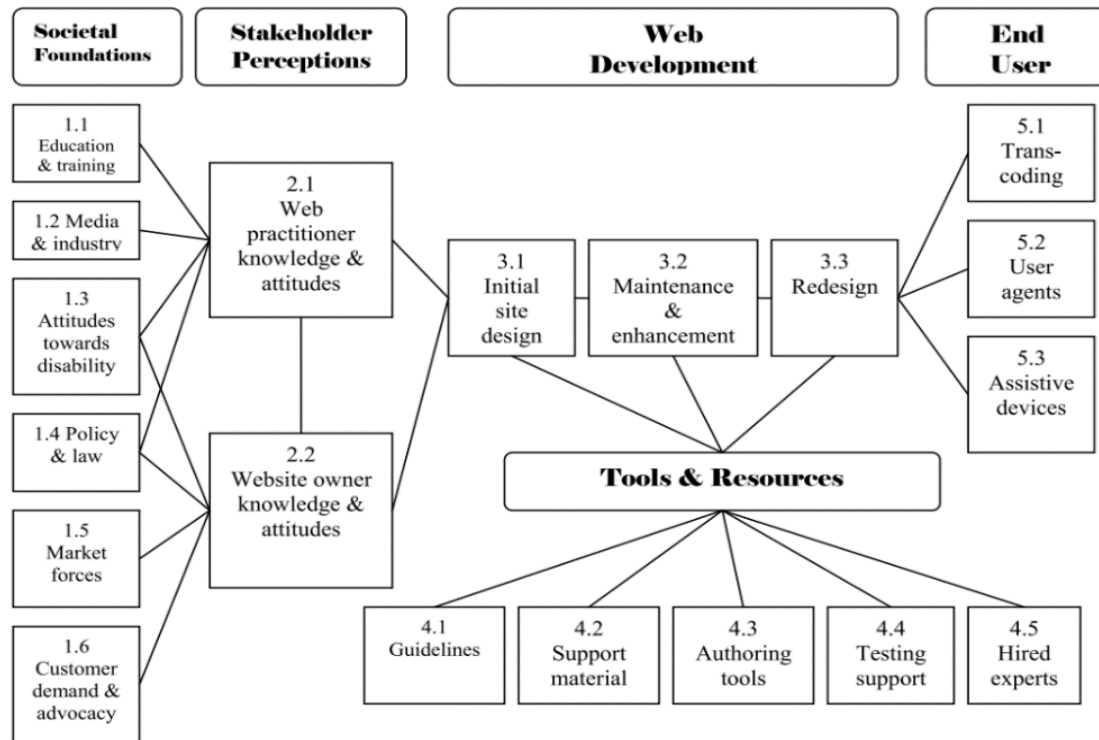 Societal
Foundations
Stakeholder
Perceptions
Web
Development
End
User
1.1
Education
& training
1.2 Media
& industry
1.3
Attitudes
towards
disability
1.4 Policy
& law
1.5
Market
forces
1.6
Customer
demand &
advocacy
2.1
Web
practitioner
knowledge &
attitudes
2.2
Website owner
knowledge &
attitudes
3.1
Initial
site
design
3.2
Maintenance
&
enhancement
3.3
Redesign
5.1
Trans-
coding
5.2
User
agents
5.3
Assistive
devices
Tools & Resources
4.1
Guidelines
4.2
Support
material
4.3
Authoring
tools
4.4
Testing
support
4.5
Hired
experts